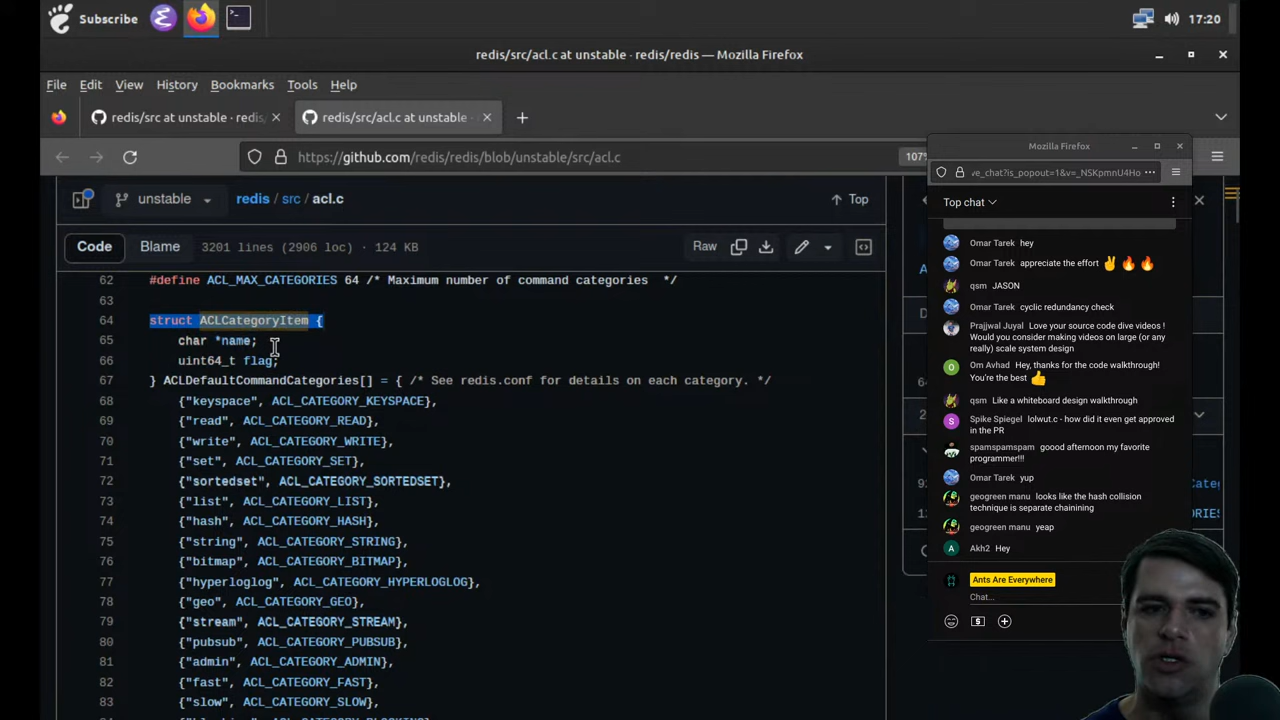 Subscribe
17:20
redis/src/acl.c at unstable · redis/redis — Mozilla Firefox
File Edit View History Bookmarks Tools Help
redis/src at unstable · redis,
redis/src/acl.c at unstable ·
https://github.com/redis/redis/blob/unstable/src/acl.c
107%
unstable
redis / src / acl.c
Top
Code Blame 3201 lines (2906 loc) · 124 KB
Raw
62 #define ACL_MAX_CATEGORIES 64 /* Maximum number of command categories */
63
64 struct ACLCategoryItem {
65 char *name;
66 uint64_t flag;
67 } ACLDefaultCommandCategories[] = { /* See redis.conf for details on each category. */
68 {"keyspace", ACL_CATEGORY_KEYSPACE},
69 {"read", ACL_CATEGORY_READ},
70 {"write", ACL_CATEGORY_WRITE},
71 {"set", ACL_CATEGORY_SET},
72 {"sortedset", ACL_CATEGORY_SORTEDSET},
73 {"list", ACL_CATEGORY_LIST},
74 {"hash", ACL_CATEGORY_HASH},
75 {"string", ACL_CATEGORY_STRING},
76 {"bitmap", ACL_CATEGORY_BITMAP},
77 {"hyperloglog", ACL_CATEGORY_HYPERLOGLOG},
78 {"geo", ACL_CATEGORY_GEO},
79 {"stream", ACL_CATEGORY_STREAM},
80 {"pubsub", ACL_CATEGORY_PUBSUB},
81 {"admin", ACL_CATEGORY_ADMIN},
82 {"fast", ACL_CATEGORY_FAST},
83 {"slow", ACL_CATEGORY_SLOW},
Mozilla Firefox
ve_chat?is_popout=1&v=_NSKpmnU4Ho
Top chat
Omar Tarek hey
Omar Tarek appreciate the effort ✌️🔥🔥
qsm JASON
Omar Tarek cyclic redundancy check
Prajjwal Juyal Love your source code dive videos !
Would you consider making videos on large (or any
really) scale system design
Om Avhad Hey, thanks for the code walkthrough!
You're the best 👍
qsm Like a whiteboard design walkthrough
Spike Spiegel lolwut.c - how did it even get approved
in the PR
spamspamspam goood afternoon my favorite
programmer!!!
Omar Tarek yup
geogreen manu looks like the hash collision
technique is separate chainining
geogreen manu yeap
Akh2 Hey
Ants Are Everywhere
Chat...